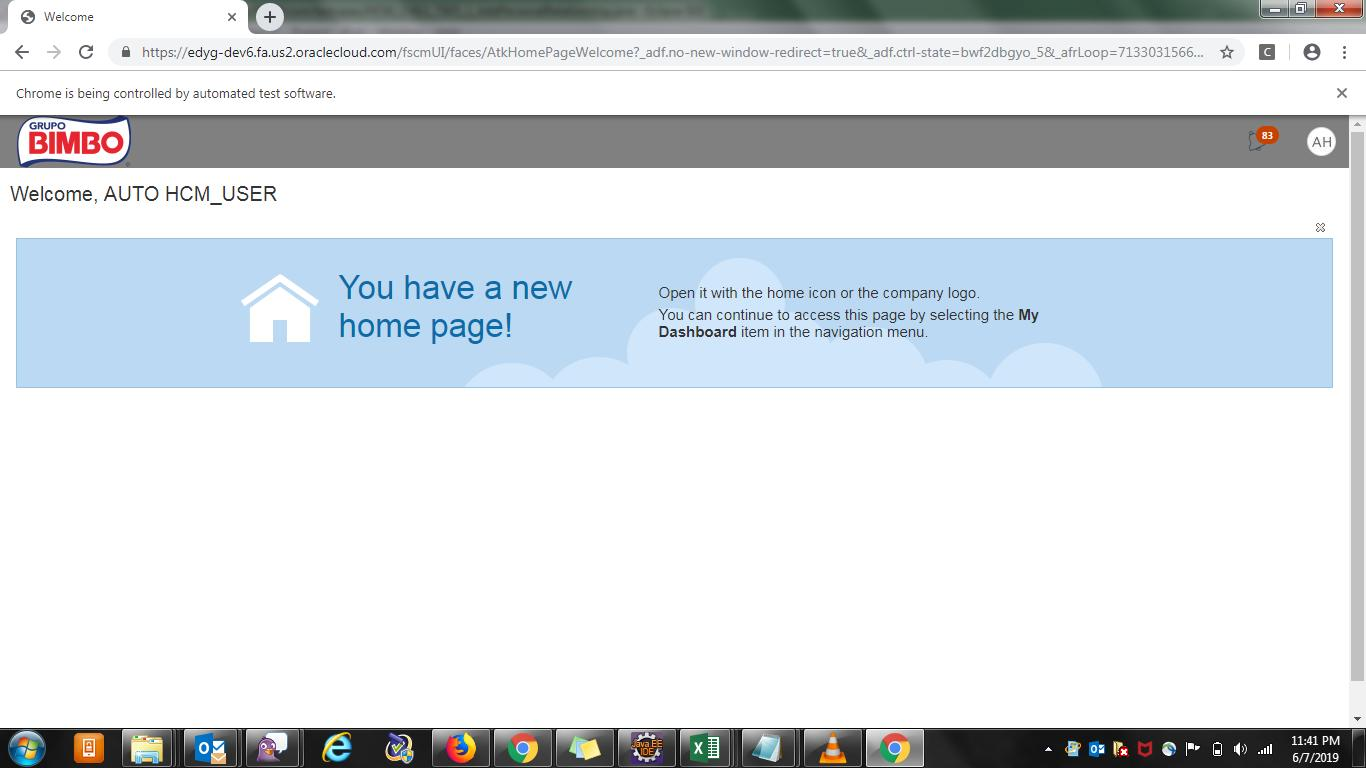 Welcome
https://edyg-dev6.fa.us2.oraclecloud.com/fscmUI/faces/AtkHomePageWelcome?_adf.no-new-window-redirect=true&_adf.ctrl-state=bwf2dbgyo_5&_afrLoop=7133031566...
C
Chrome is being controlled by automated test software.
GRUPO
BIMBO
83
AH
Welcome, AUTO HCM_USER
You have a new
home page!
Open it with the home icon or the company logo.
You can continue to access this page by selecting the My
Dashboard item in the navigation menu.
Java EE
IDE
11:41 PM
6/7/2019